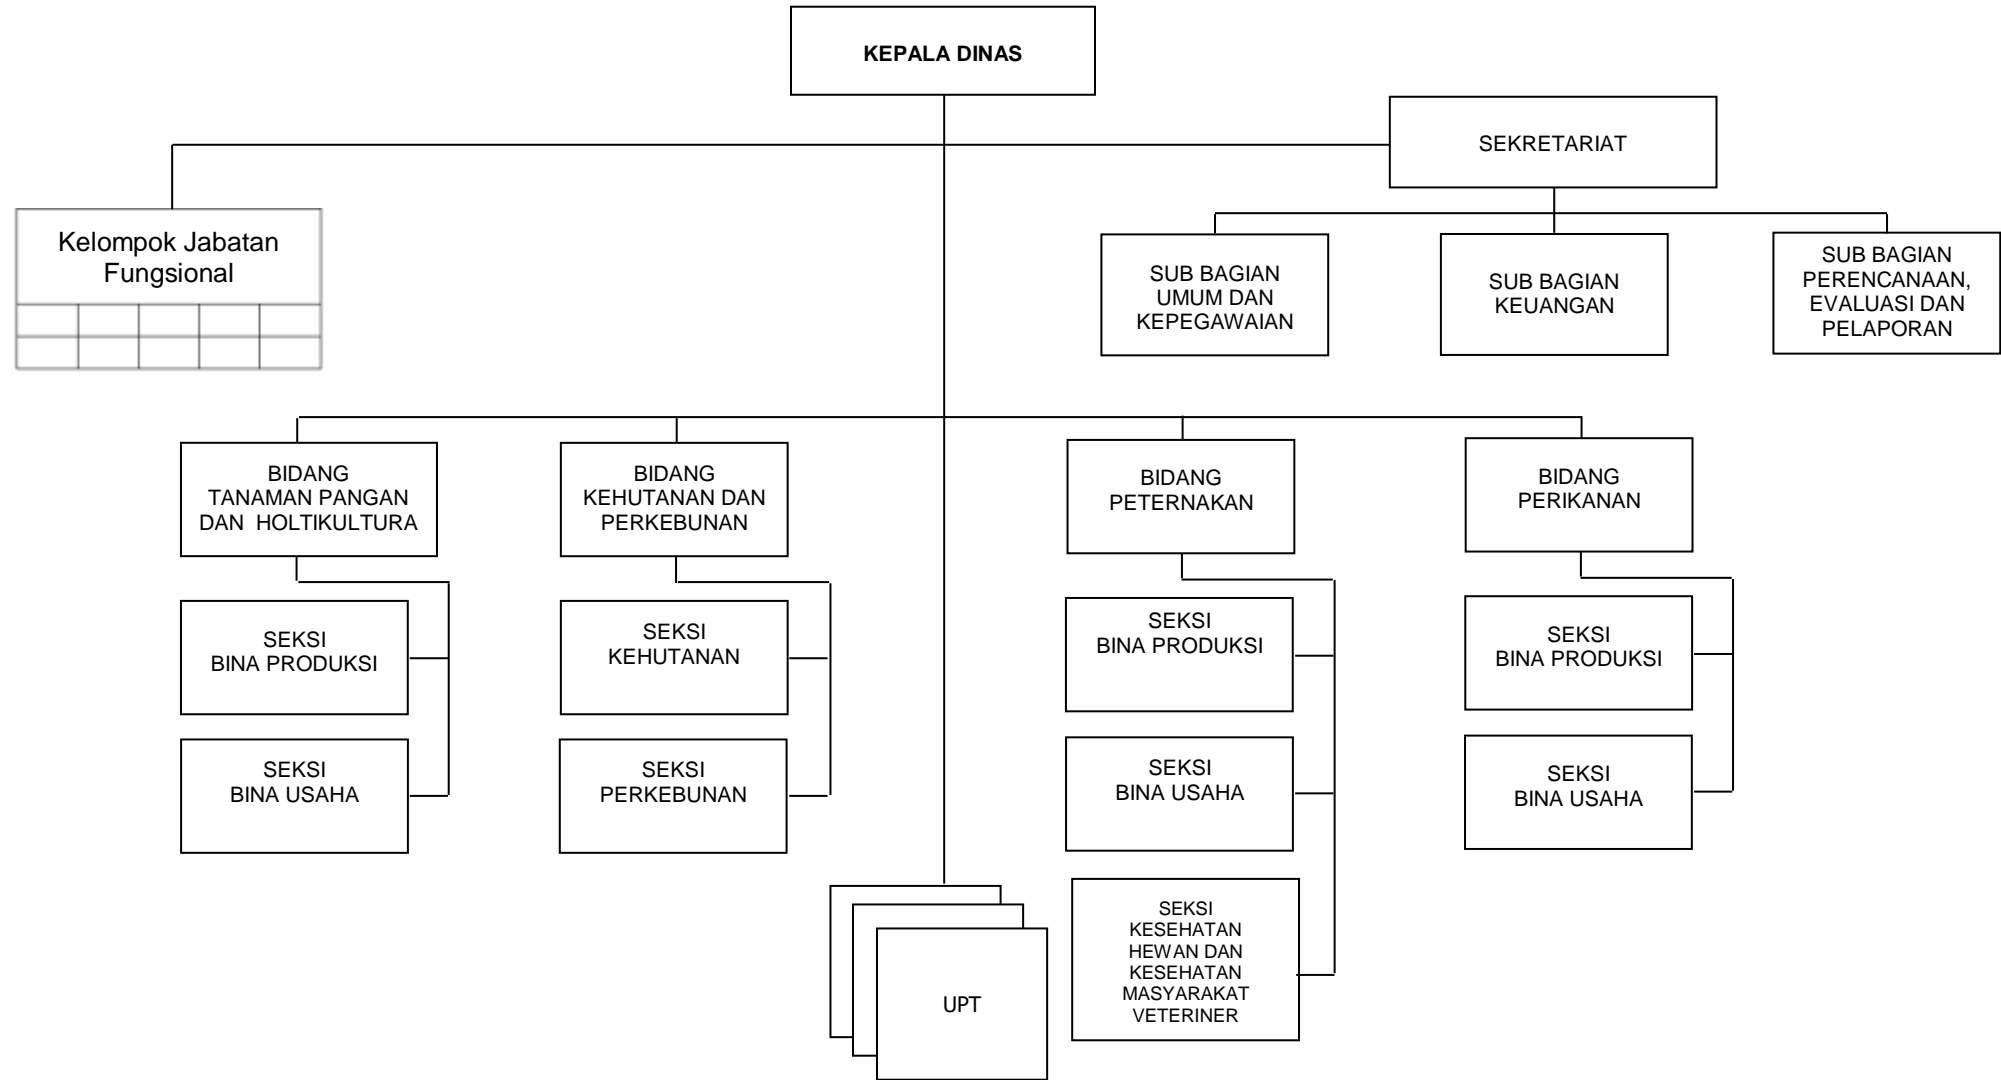 KEPALA DINAS
SEKRETARIAT
Kelompok Jabatan
Fungsional
SUB BAGIAN
UMUM DAN
KEPEGAWAIAN
SUB BAGIAN
KEUANGAN
SUB BAGIAN
PERENCANAAN,
EVALUASI DAN
PELAPORAN
BIDANG
TANAMAN PANGAN
DAN HOLTIKULTURA
BIDANG
KEHUTANAN DAN
PERKEBUNAN
BIDANG
PETERNAKAN
BIDANG
PERIKANAN
SEKSI
BINA PRODUKSI
SEKSI
KEHUTANAN
SEKSI
BINA PRODUKSI
SEKSI
BINA PRODUKSI
SEKSI
BINA USAHA
SEKSI
PERKEBUNAN
SEKSI
BINA USAHA
SEKSI
BINA USAHA
SEKSI
KESEHATAN
HEWAN DAN
KESEHATAN
MASYARAKAT
VETERINER
UPT